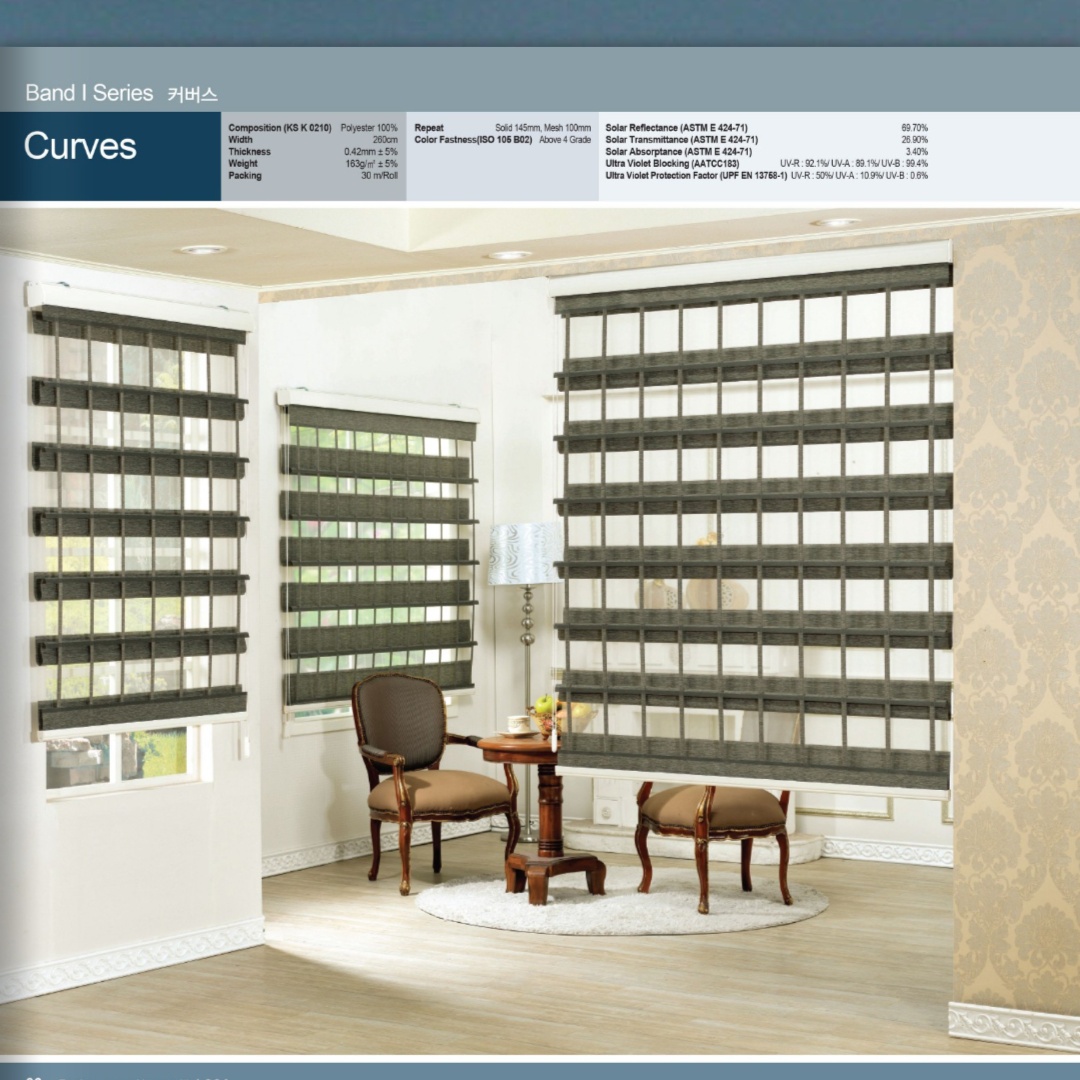 Band I Series 커버스
Curves
Composition (KS K 0210) Polyester 100%
Width 260cm
Thickness 0.42mm ± 5%
Weight 163g/㎡ ± 5%
Packing 30 m/Roll
Repeat Solid 145mm, Mesh 100mm
Color Fastness(ISO 105 B02) Above 4 Grade
Solar Reflectance (ASTM E 424-71) 69.70%
Solar Transmittance (ASTM E 424-71) 26.90%
Solar Absorptance (ASTM E 424-71) 3.40%
Ultra Violet Blocking (AATCC183) UV-R : 92.1%/ UV-A : 89.1%/ UV-B : 99.4%
Ultra Violet Protection Factor (UPF EN 13758-1) UV-R : 50%/ UV-A : 10.9%/ UV-B : 0.6%